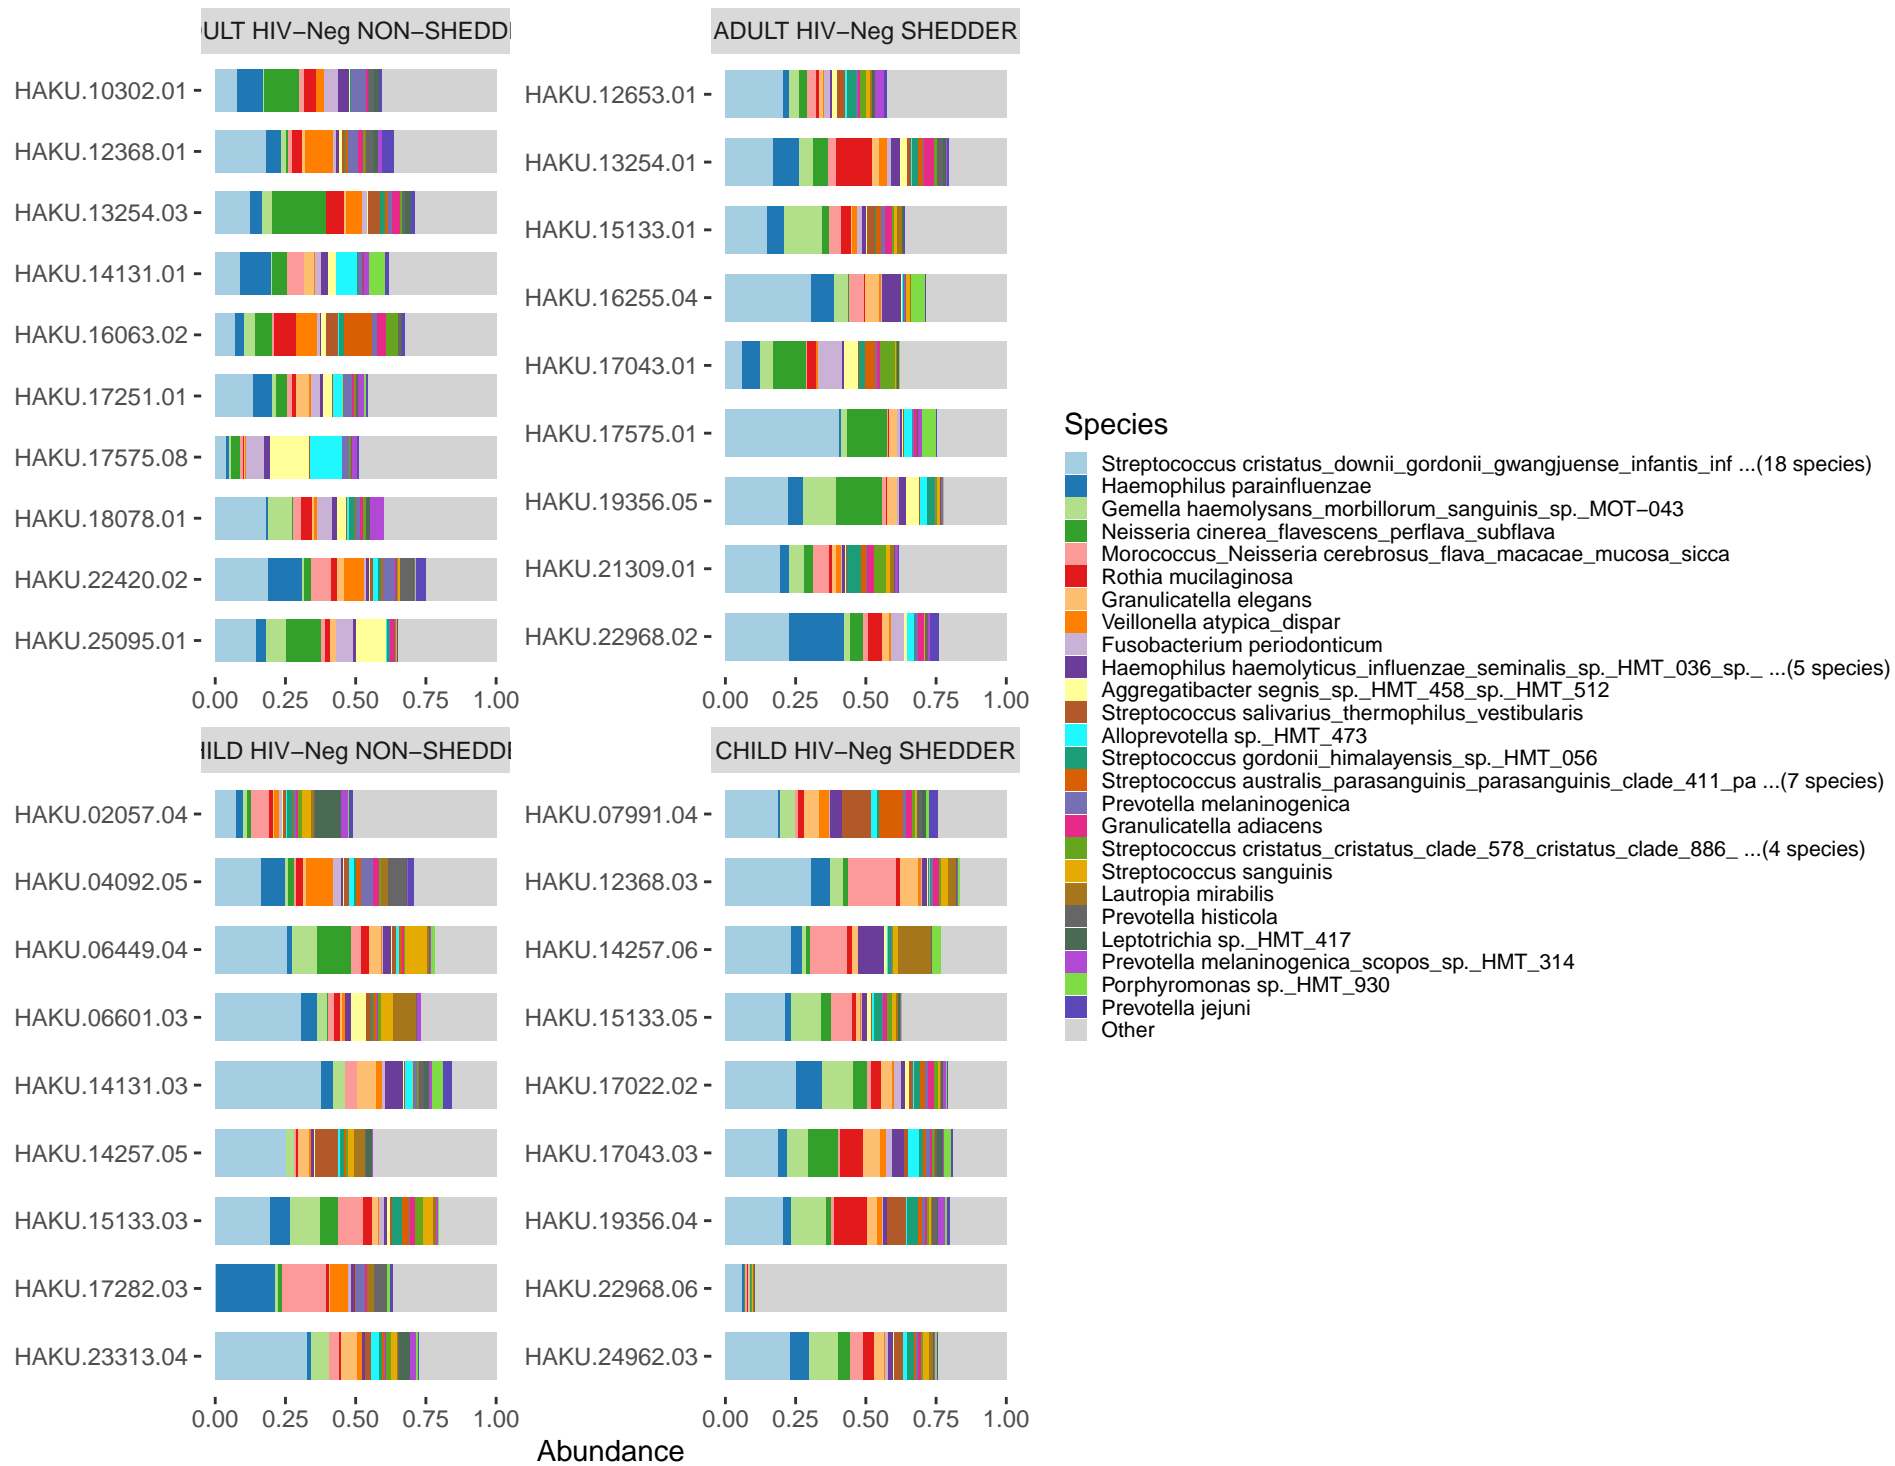 ULT HIV−Neg NON−SHEDD
ADULT HIV−Neg SHEDDER
HAKU.10302.01
HAKU.12368.01
HAKU.13254.03
HAKU.14131.01
HAKU.16063.02
HAKU.17251.01
HAKU.17575.08
HAKU.18078.01
HAKU.22420.02
HAKU.25095.01
0.00 0.25 0.50 0.75 1.00
HAKU.12653.01
HAKU.13254.01
HAKU.15133.01
HAKU.16255.04
HAKU.17043.01
HAKU.17575.01
HAKU.19356.05
HAKU.21309.01
HAKU.22968.02
0.00 0.25 0.50 0.75 1.00
HILD HIV−Neg NON−SHEDD
CHILD HIV−Neg SHEDDER
HAKU.02057.04
HAKU.04092.05
HAKU.06449.04
HAKU.06601.03
HAKU.14131.03
HAKU.14257.05
HAKU.15133.03
HAKU.17282.03
HAKU.23313.04
0.00 0.25 0.50 0.75 1.00
HAKU.07991.04
HAKU.12368.03
HAKU.14257.06
HAKU.15133.05
HAKU.17022.02
HAKU.17043.03
HAKU.19356.04
HAKU.22968.06
HAKU.24962.03
0.00 0.25 0.50 0.75 1.00
Abundance
Species
Streptococcus cristatus_downii_gordonii_gwangjuense_infantis_inf ...(18 species)
Haemophilus parainfluenzae
Gemella haemolysans_morbillorum_sanguinis_sp._MOT−043
Neisseria cinerea_flavescens_perflava_subflava
Morococcus_Neisseria cerebrosus_flava_macacae_mucosa_sicca
Rothia mucilaginosa
Granulicatella elegans
Veillonella atypica_dispar
Fusobacterium periodonticum
Haemophilus haemolyticus_influenzae_seminalis_sp._HMT_036_sp._ ...(5 species)
Aggregatibacter segnis_sp._HMT_458_sp._HMT_512
Streptococcus salivarius_thermophilus_vestibularis
Alloprevotella sp._HMT_473
Streptococcus gordonii_himalayensis_sp._HMT_056
Streptococcus australis_parasanguinis_parasanguinis_clade_411_pa ...(7 species)
Prevotella melaninogenica
Granulicatella adiacens
Streptococcus cristatus_cristatus_clade_578_cristatus_clade_886_ ...(4 species)
Streptococcus sanguinis
Lautropia mirabilis
Prevotella histicola
Leptotrichia sp._HMT_417
Prevotella melaninogenica_scopos_sp._HMT_314
Porphyromonas sp._HMT_930
Prevotella jejuni
Other